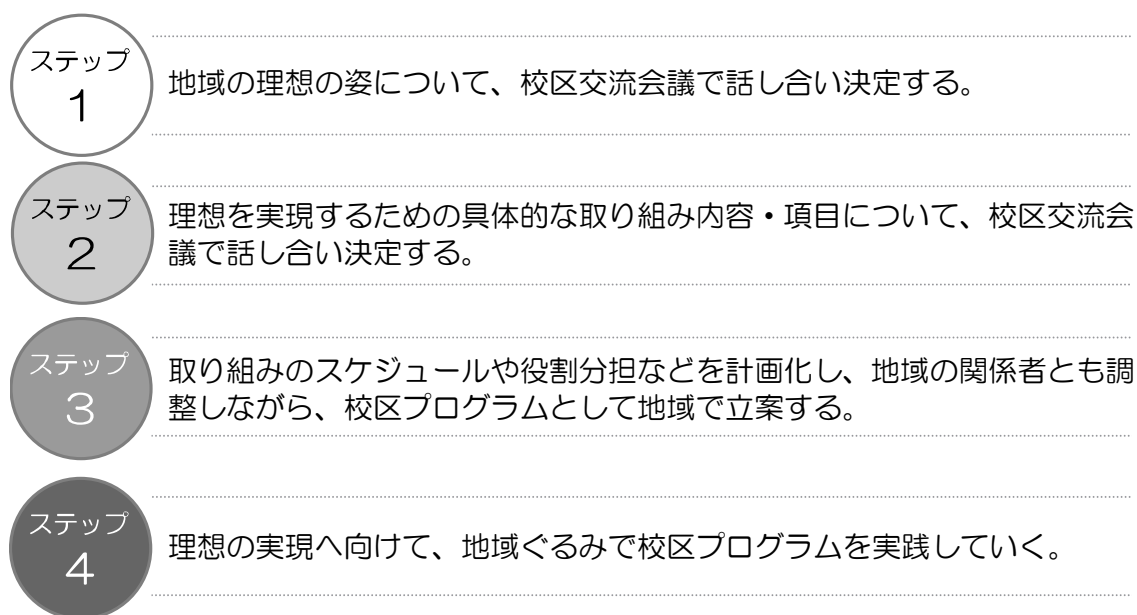 ステップ
1
地域の理想の姿について、校区交流会議で話し合い決定する。
ステップ
2
理想を実現するための具体的な取り組み内容・項目について、校区交流会
議で話し合い決定する。
ステップ
3
取り組みのスケジュールや役割分担などを計画化し、地域の関係者とも調
整しながら、校区プログラムとして地域で立案する。
ステップ
4
理想の実現へ向けて、地域ぐるみで校区プログラムを実践していく。